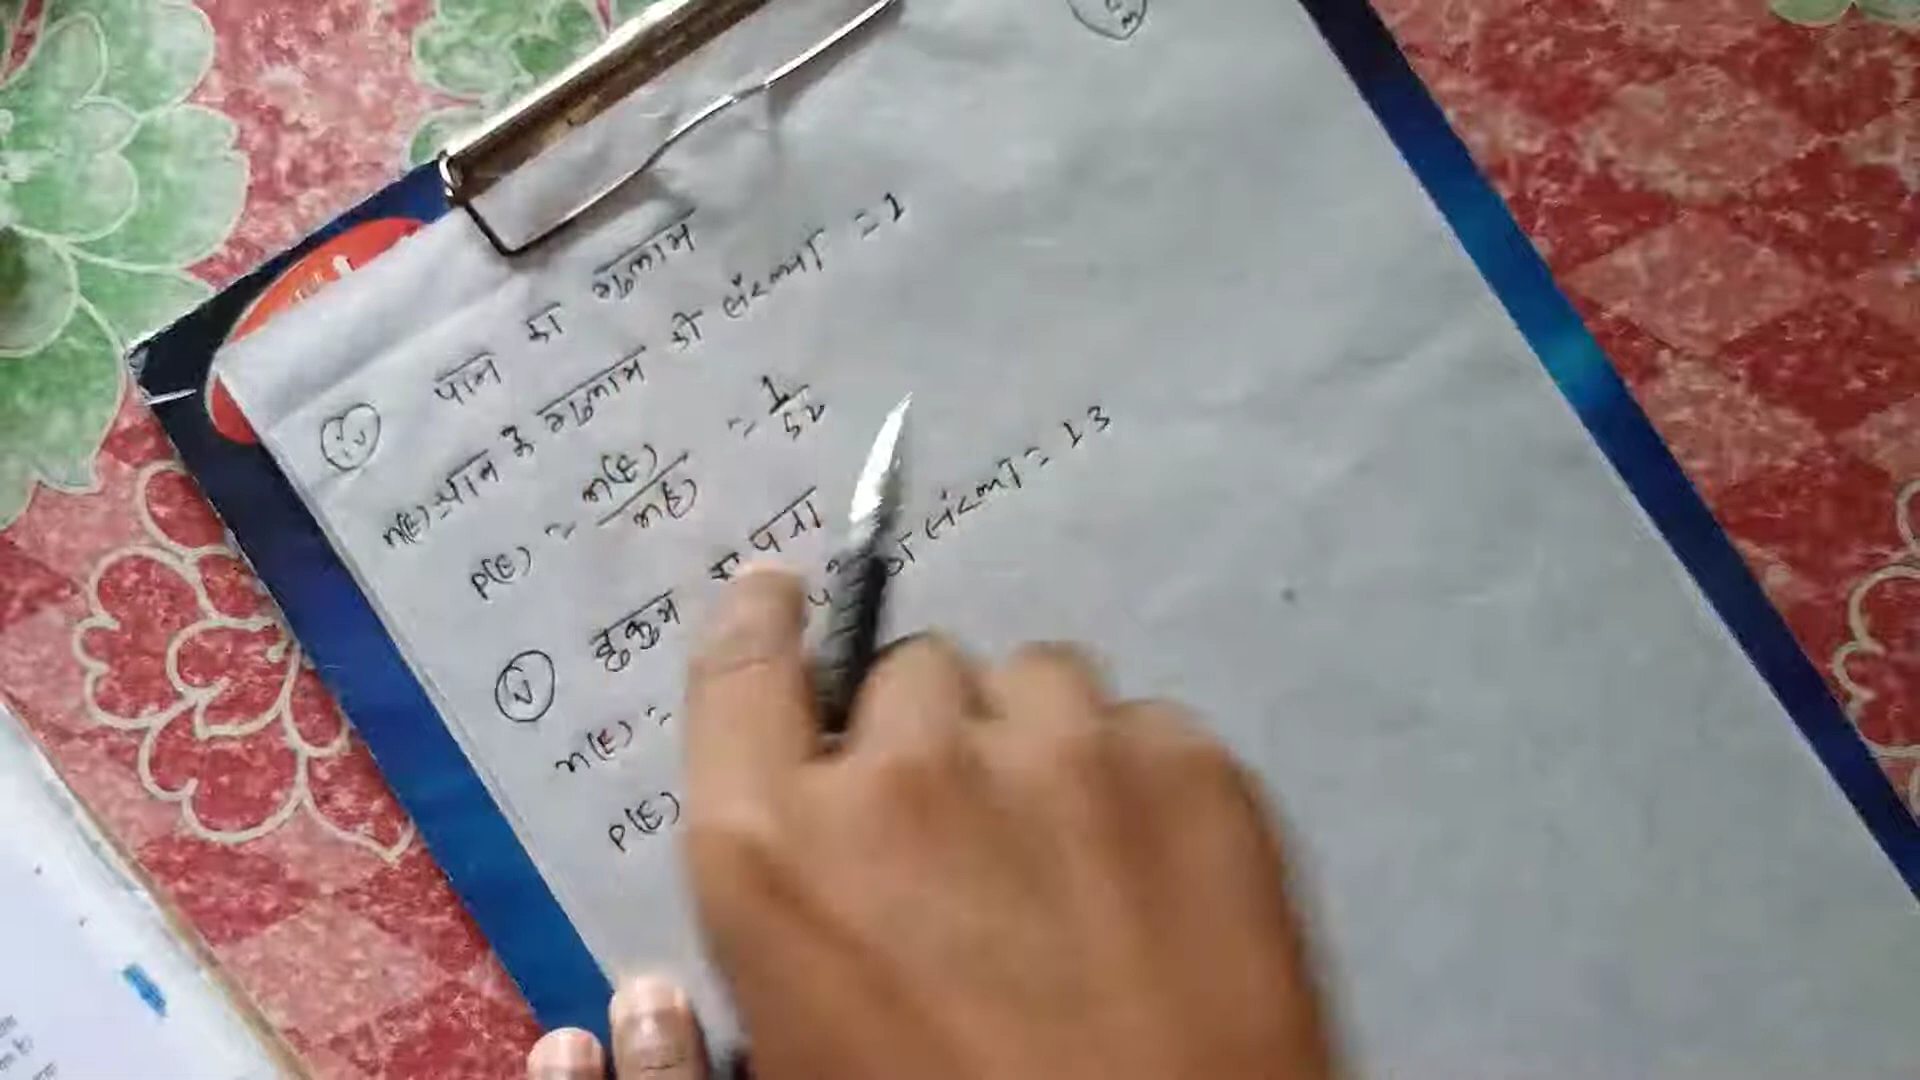 (iv) पान का गुलाम
n(E) = पान के गुलाम की संख्या = 1
P(E) = n(E)/n(S) = 1/52
(v) हुकुम का पत्ता
n(E) = की संख्या = 13
P(E)